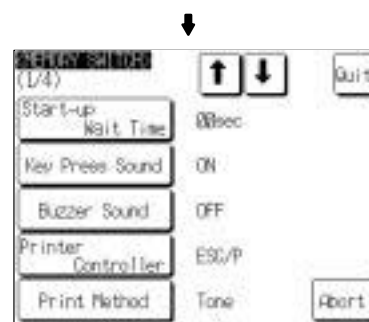 (MEMORY SWITCH)
(1/4)
Quit
Start-up
Wait Time
00sec
Key Press Sound
ON
Buzzer Sound
OFF
Printer
Controller
ESC/P
Print Method
Tone
Abort